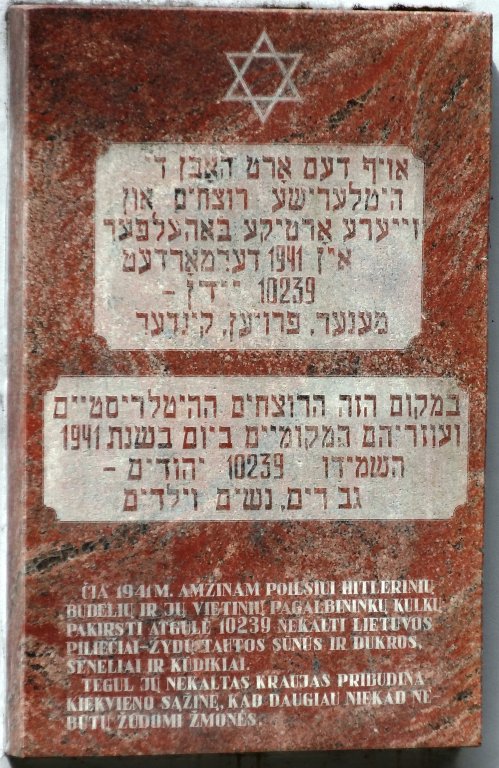 אויף דעם ארט האבן די
היטלערישע רוצחים און
זייערע ארטיקע באהעלפער
אין 1941 דערמארדעט
10239 יידן –
מענער, פרויען, קינדער
במקום הזה הרוצחים ההיטלריסטיים
ועוזריהם המקומיים ביום בשנת 1941
השמידו 10239 יהודים –
גברים, נשים וילדים
ČIA 1941 M. AMŽINAM POILSIUI HITLERINIŲ
BUDELIŲ IR JŲ VIETINIŲ PAGALBININKŲ KULKŲ
PAKIRSTI ATGULĖ 10239 NEKALTI LIETUVOS
PILIEČIAI–ŽYDŲ TAUTOS SŪNŪS IR DUKROS,
SENELIAI IR KŪDIKIAI.
TEGUL JŲ NEKALTAS KRAUJAS PRIBUDINA
KIEKVIENO SĄŽINĘ, KAD DAUGIAU NIEKAD NE
BŪTŲ ŽUDOMI ŽMONĖS.